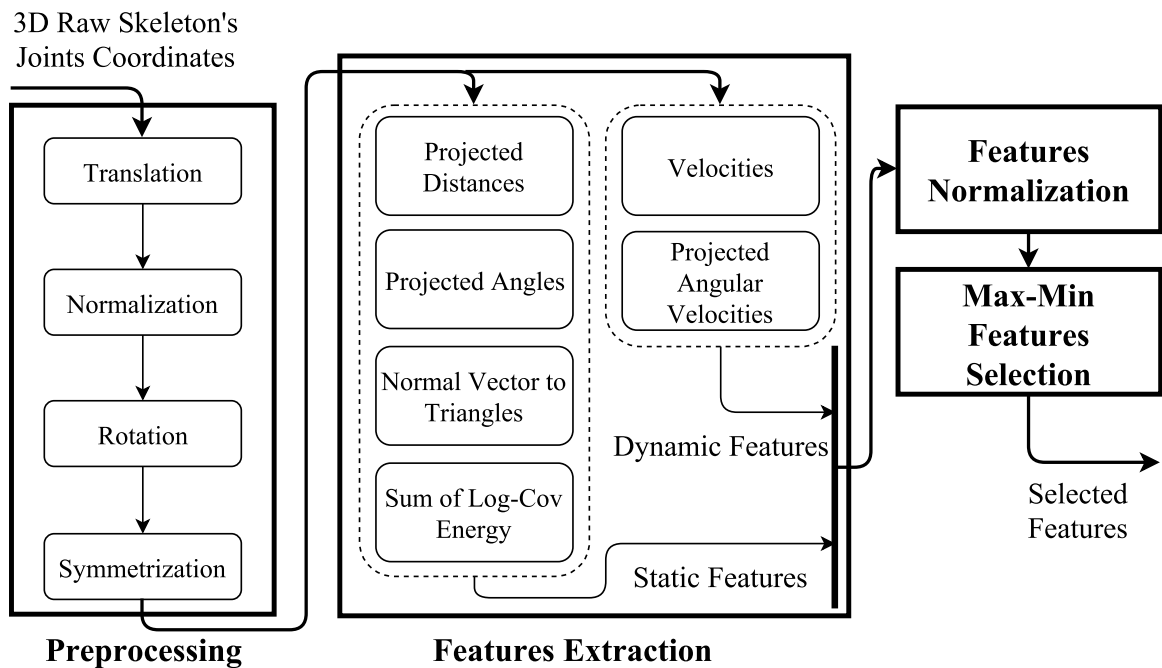 3D Raw Skeleton's
Joints Coordinates
Translation
Normalization
Rotation
Symmetrization
Preprocessing
Projected
Distances
Projected Angles
Normal Vector to
Triangles
Sum of Log-Cov
Energy
Velocities
Projected
Angular
Velocities
Dynamic Features
Static Features
Features Extraction
Features
Normalization
Max-Min
Features
Selection
Selected
Features